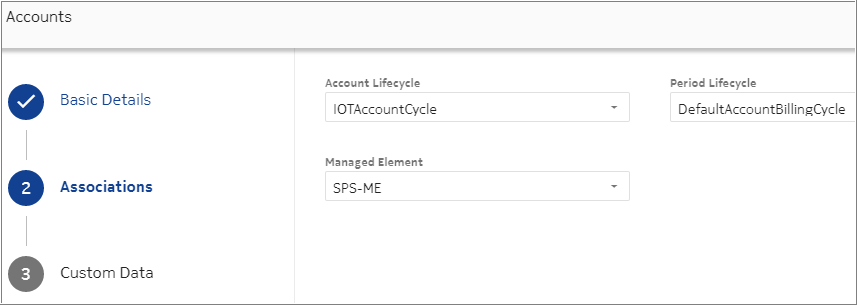 Accounts
Basic Details
2 Associations
3 Custom Data
Account Lifecycle
IOTAccountCycle
Period Lifecycle
DefaultAccountBillingCycle
Managed Element
SPS-ME